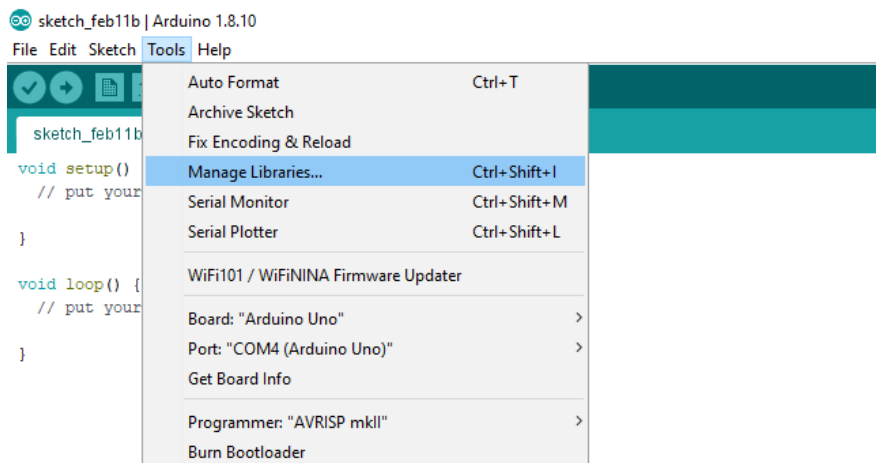 sketch_feb11b | Arduino 1.8.10
File Edit Sketch Tools Help
Auto Format Ctrl+T
Archive Sketch
sketch_feb11b
Fix Encoding & Reload
void setup()
Manage Libraries... Ctrl+Shift+I
// put your
Serial Monitor Ctrl+Shift+M
Serial Plotter Ctrl+Shift+L
}
WiFi101 / WiFiNINA Firmware Updater
void loop() {
// put your
Board: "Arduino Uno"
Port: "COM4 (Arduino Uno)"
}
Get Board Info
Programmer: "AVRISP mkII"
Burn Bootloader